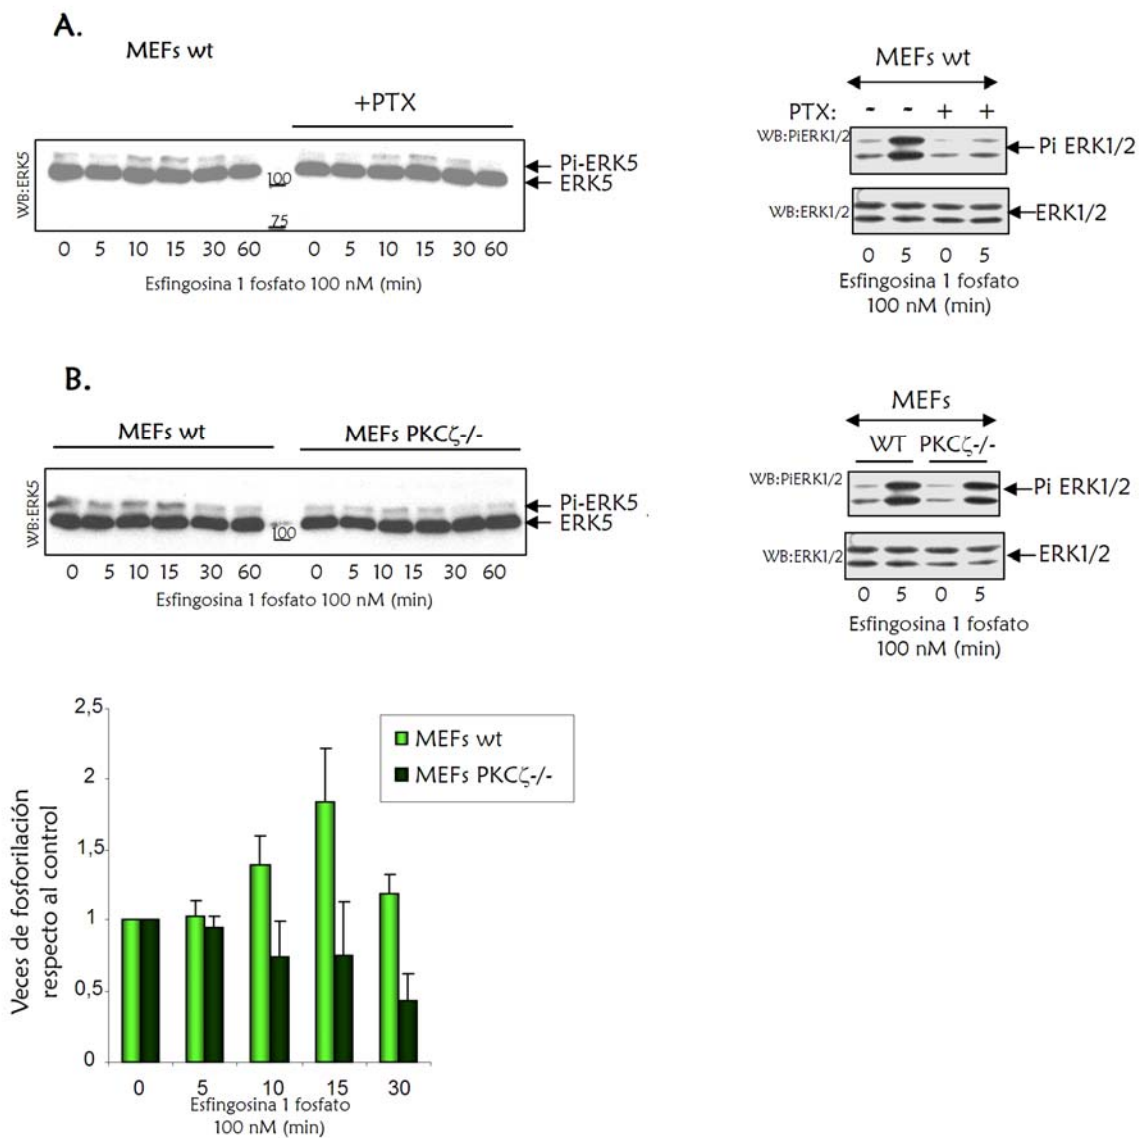 A.
MEFs wt
+PTX
WB:ERK5
100
75
Pi-ERK5
ERK5
0 5 10 15 30 60 0 5 10 15 30 60
Esfingosina 1 fosfato 100 nM (min)
MEFs wt
PTX: - - + +
WB:PiERK1/2
Pi ERK1/2
WB:ERK1/2
ERK1/2
0 5 0 5
Esfingosina 1 fosfato
100 nM (min)
B.
MEFs wt MEFs PKCζ-/-
WB:ERK5
100
Pi-ERK5
ERK5
0 5 10 15 30 60 0 5 10 15 30 60
Esfingosina 1 fosfato 100 nM (min)
MEFs
WT PKCζ-/-
WB:PiERK1/2
Pi ERK1/2
WB:ERK1/2
ERK1/2
0 5 0 5
Esfingosina 1 fosfato
100 nM (min)
Veces de fosforilación
respecto al control
2,5
2
1,5
1
0,5
0
MEFs wt
MEFs PKCζ-/-
0 5 10 15 30
Esfingosina 1 fosfato
100 nM (min)